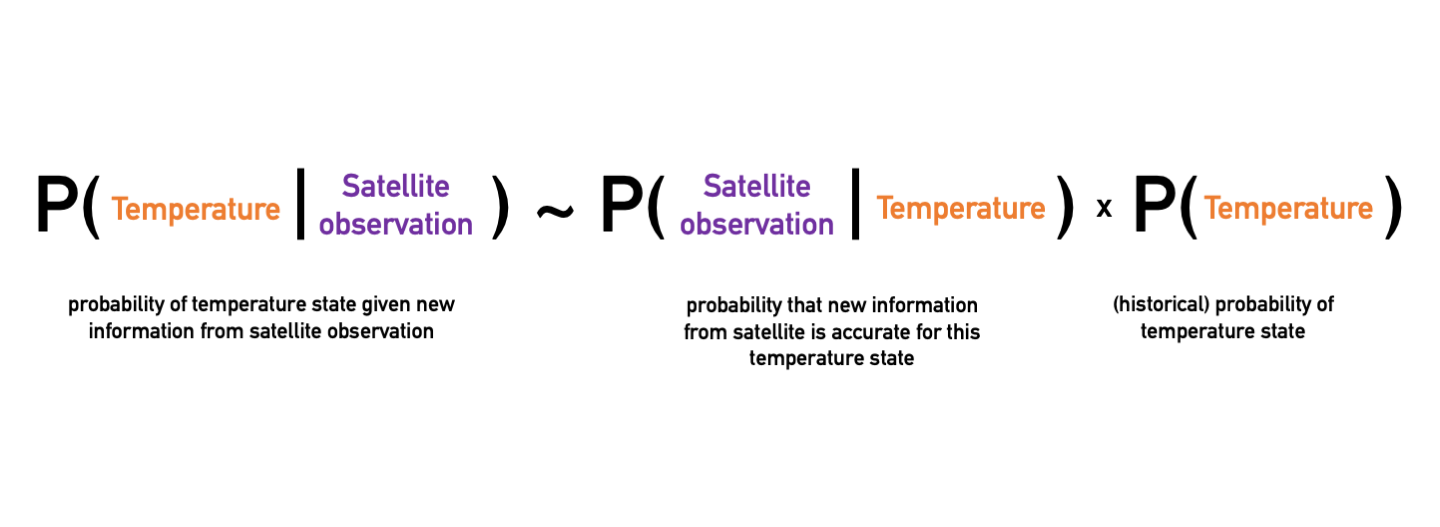 P( Temperature | Satellite observation ) ~ P( Satellite observation | Temperature ) x P( Temperature )
probability of temperature state given new
information from satellite observation
probability that new information
from satellite is accurate for this
temperature state
(historical) probability of
temperature state